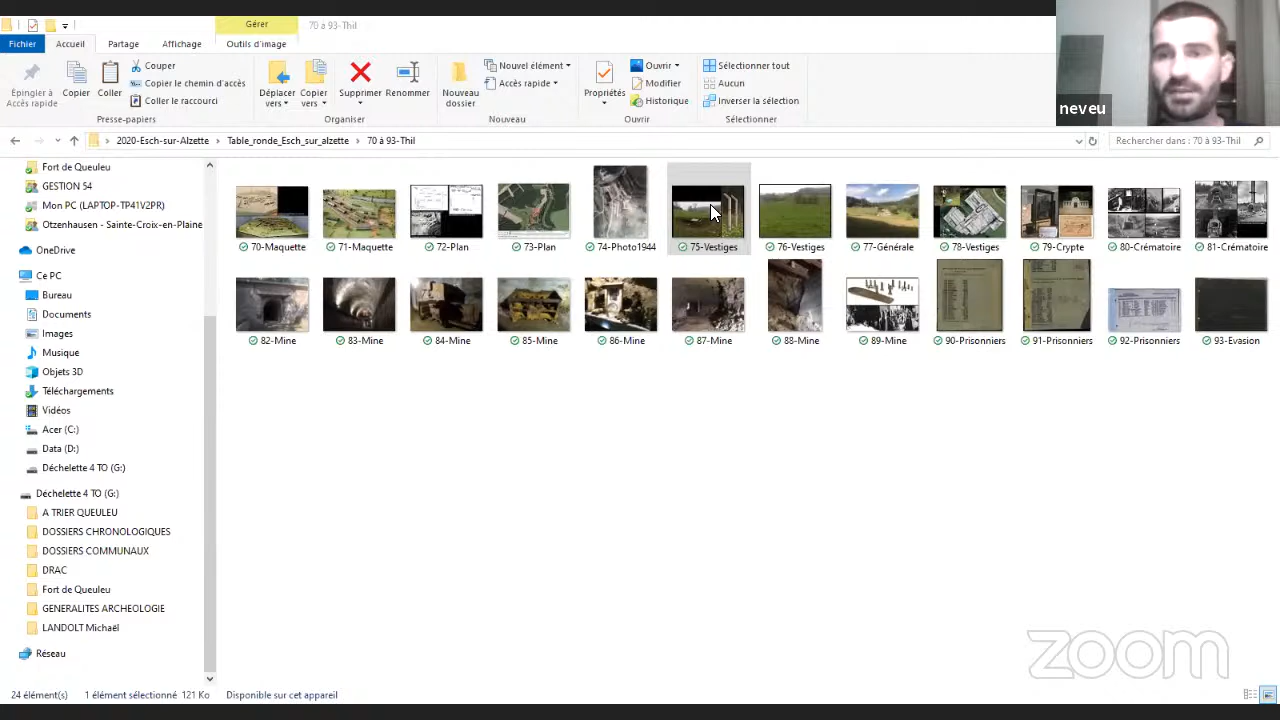 Gérer
70 à 93-Thil
Fichier
Accueil
Partage
Affichage
Outils d'image
Épingler à Accès rapide
Copier
Coller
Couper
Copier le chemin d'accès
Coller le raccourci
Presse-papiers
Déplacer vers
Copier vers
Supprimer
Renommer
Organiser
Nouveau dossier
Nouvel élément
Accès rapide
Nouveau
Propriétés
Ouvrir
Modifier
Historique
Ouvrir
Sélectionner tout
Aucun
Inverser la sélection
Sélectionner
neveu
2020-Esch-sur-Alzette
Table_ronde_Esch_sur_alzette
70 à 93-Thil
Rechercher dans : 70 à 93-Thil
Fort de Queuleu
GESTION 54
Mon PC (LAPTOP-TP41V2PR)
Otzenhausen - Sainte-Croix-en-Plaine
OneDrive
Ce PC
Bureau
Documents
Images
Musique
Objets 3D
Téléchargements
Vidéos
Acer (C:)
Data (D:)
Déchelette 4 TO (G:)
Déchelette 4 TO (G:)
A TRIER QUEULEU
DOSSIERS CHRONOLOGIQUES
DOSSIERS COMMUNAUX
DRAC
Fort de Queuleu
GENERALITES ARCHEOLOGIE
LANDOLT Michaël
Réseau
70-Maquette
71-Maquette
72-Plan
73-Plan
74-Photo1944
75-Vestiges
76-Vestiges
77-Générale
78-Vestiges
79-Crypte
80-Crématoire
81-Crématoire
82-Mine
83-Mine
84-Mine
85-Mine
86-Mine
87-Mine
88-Mine
89-Mine
90-Prisonniers
91-Prisonniers
92-Prisonniers
93-Evasion
zoom
24 élément(s)
1 élément sélectionné 121 Ko
Disponible sur cet appareil